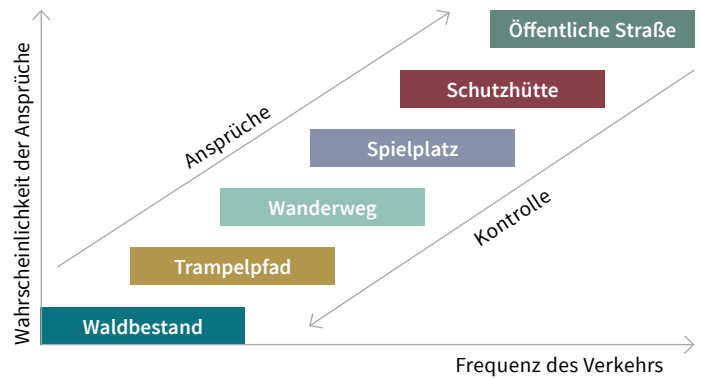 Öffentliche Straße
Schutzhütte
Spielplatz
Wanderweg
Trampelpfad
Waldbestand
Ansprüche
Kontrolle
Wahrscheinlichkeit der Ansprüche
Frequenz des Verkehrs